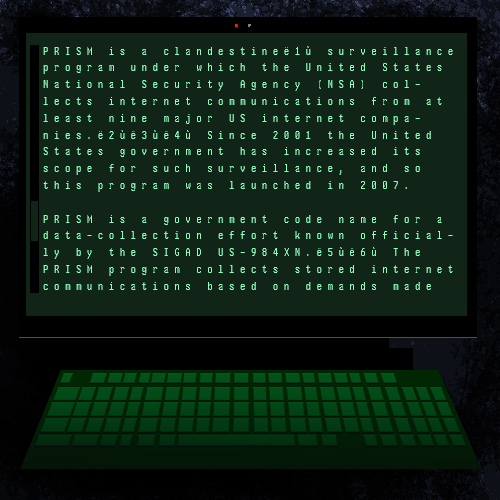 PRISM is a clandestineë1ù surveillance
program under which the United States
National Security Agency (NSA) col-
lects internet communications from at
least nine major US internet compa-
nies.ë2ùë3ùë4ù Since 2001 the United
States government has increased its
scope for such surveillance, and so
this program was launched in 2007.

PRISM is a government code name for a
data-collection effort known official-
ly by the SIGAD US-984XN.ë5ùë6ù The
PRISM program collects stored internet
communications based on demands made